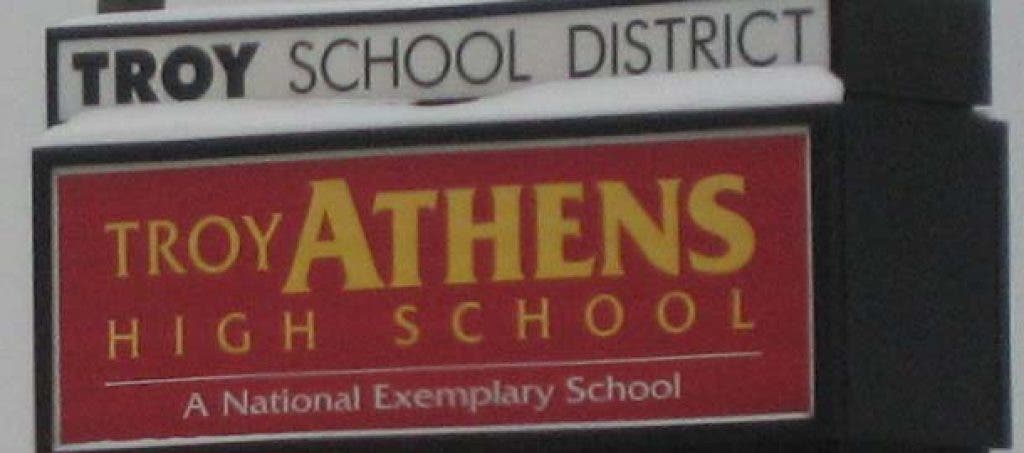 TROY SCHOOL DISTRICT
TROY ATHENS
HIGH SCHOOL
A National Exemplary School